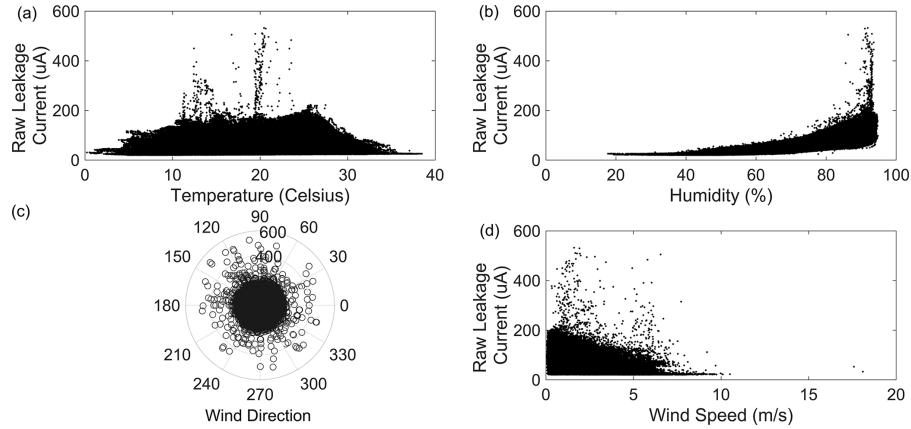 (a)
600
400
200
0
Raw Leakage
Current (uA)
0 10 20 30 40
Temperature (Celsius)
(b)
600
400
200
0
Raw Leakage
Current (uA)
0 20 40 60 80 100
Humidity (%)
(c)
90
120 600 60
150 400 30
180 0
210 330
240 300
270
Wind Direction
(d)
600
400
200
0
Raw Leakage
Current (uA)
0 5 10 15 20
Wind Speed (m/s)